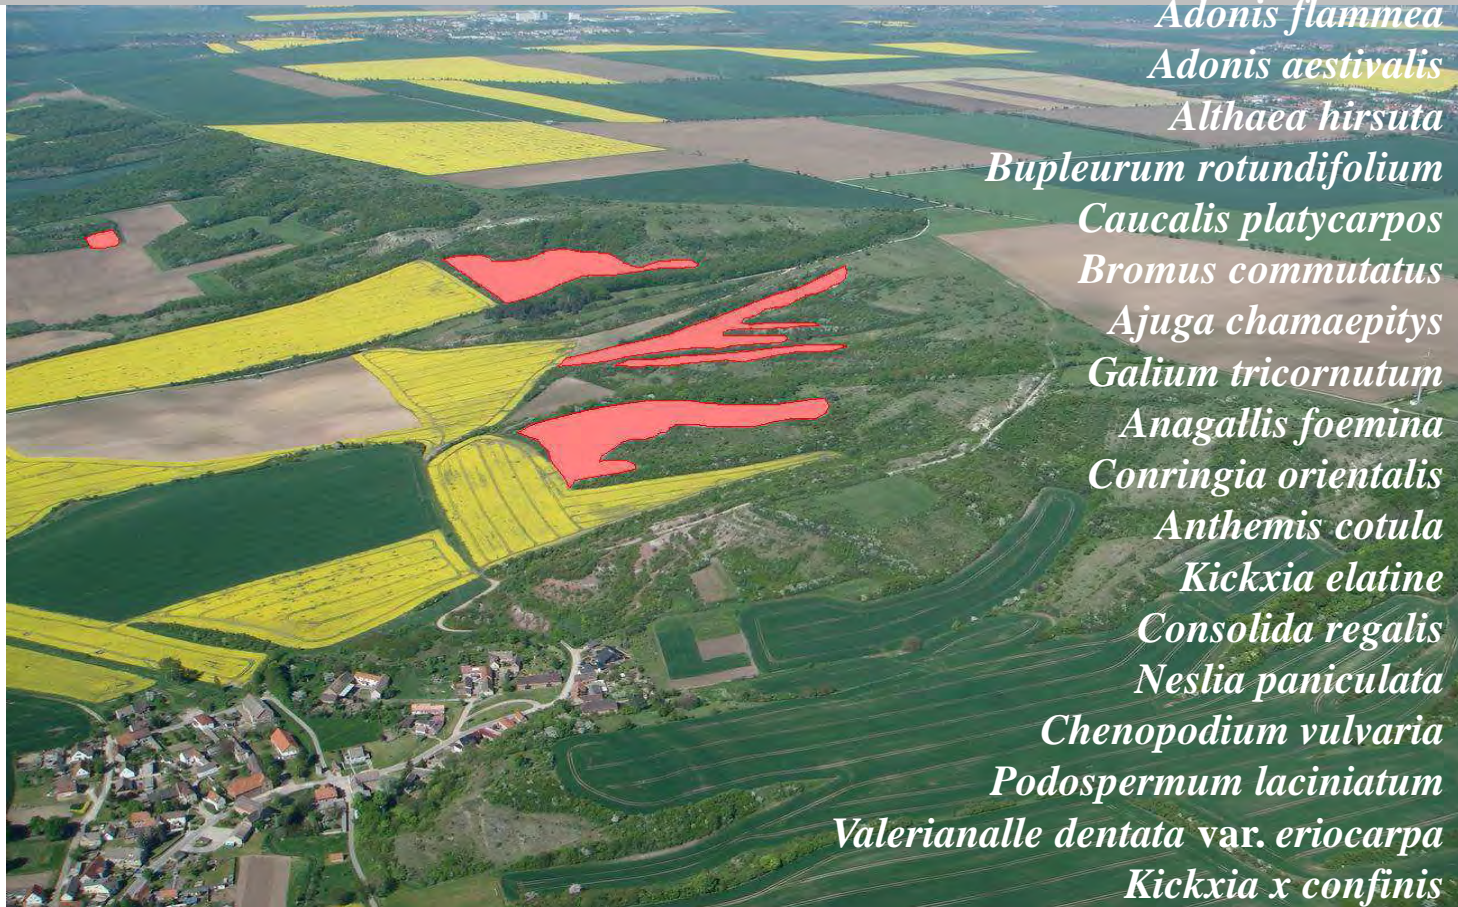 Adonis flammea
Adonis aestivalis
Althaea hirsuta
Bupleurum rotundifolium
Caucalis platycarpos
Bromus commutatus
Ajuga chamaepitys
Galium tricornutum
Anagallis foemina
Conringia orientalis
Anthemis cotula
Kickxia elatine
Consolida regalis
Neslia paniculata
Chenopodium vulvaria
Podospermum laciniatum
Valerianalle dentata var. eriocarpa
Kickxia x confinis